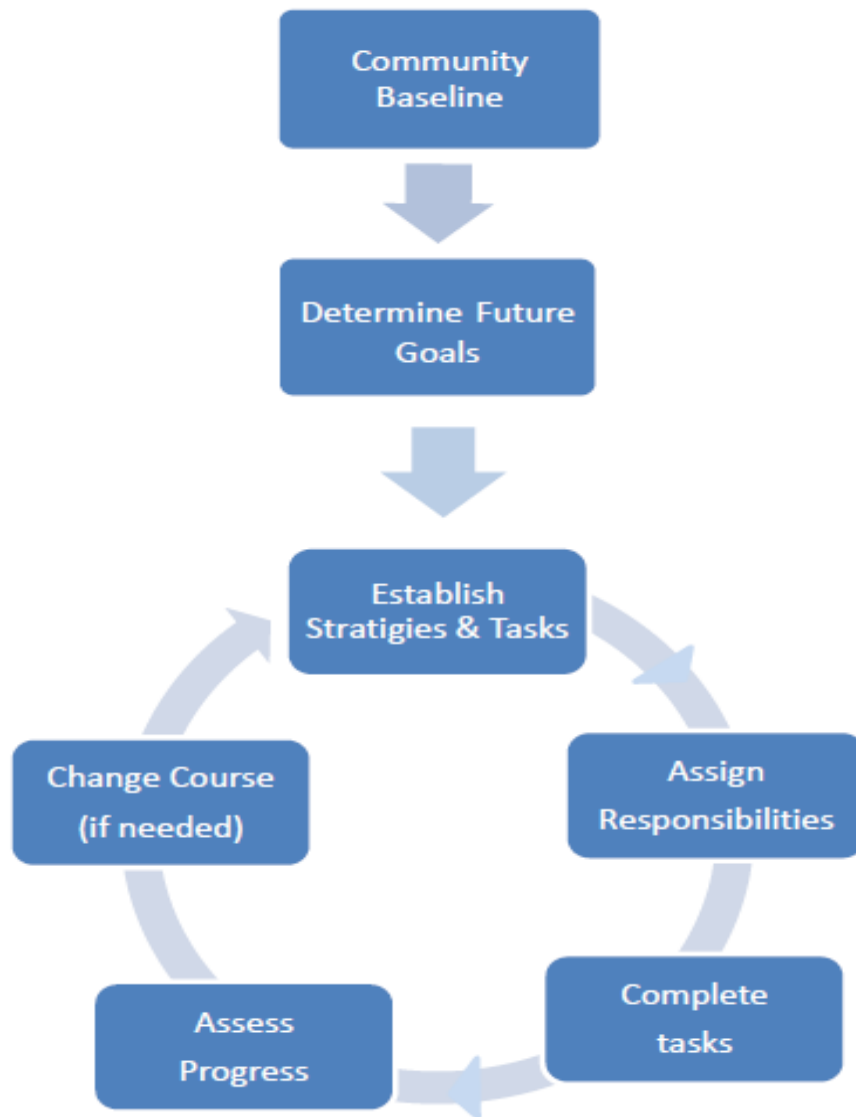 Community
Baseline
Determine Future
Goals
Establish
Stratigies & Tasks
Assign
Responsibilities
Complete
tasks
Assess
Progress
Change Course
(if needed)